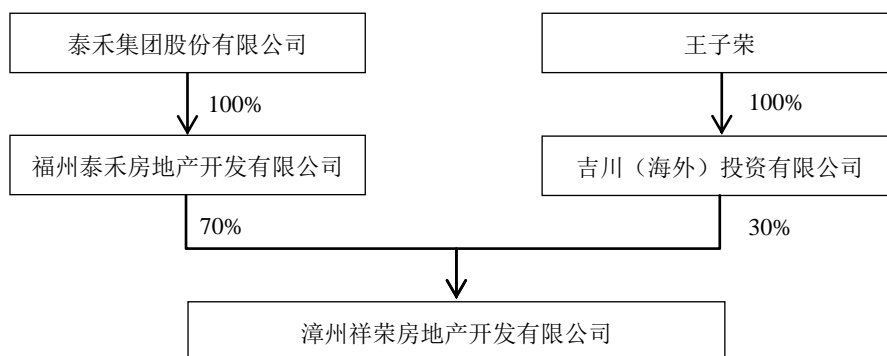 泰禾集团股份有限公司
王子荣
100%
100%
福州泰禾房地产开发有限公司
吉川（海外）投资有限公司
70%
30%
漳州祥荣房地产开发有限公司